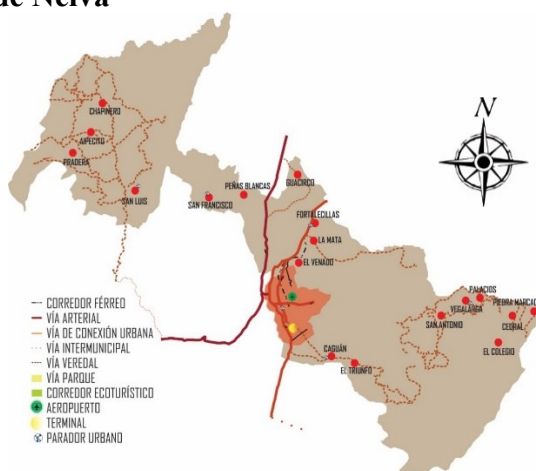 de Neiva
N
CHAPINERO
AIPECITO
PRADERA
SAN LUIS
SAN FRANCISCO
PEÑAS BLANCAS
GUACIRCO
FORTALECILLAS
LA MATA
EL VENADO
PALACIOS
VEGALARGA
PIEDRA MARCADA
SAN ANTONIO
CEDRAL
EL COLEGIO
CAGUÁN
EL TRIUNFO
CORREDOR FÉRREO
VÍA ARTERIAL
VÍA DE CONEXIÓN URBANA
VÍA INTERMUNICIPAL
VÍA VEREDAL
VÍA PARQUE
CORREDOR ECOTURÍSTICO
AEROPUERTO
TERMINAL
PARADOR URBANO